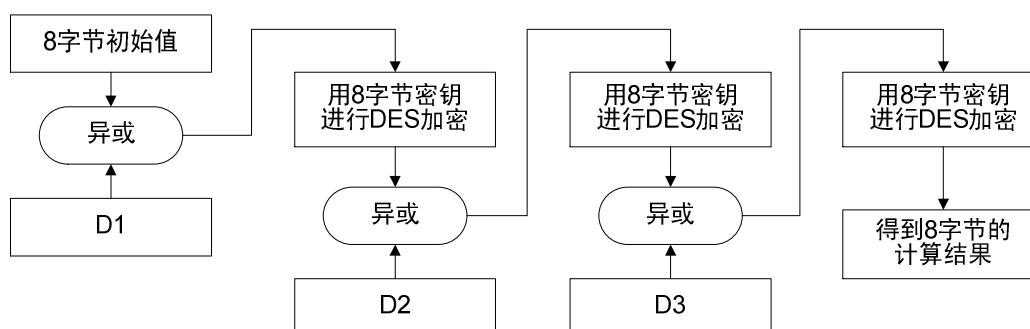 8字节初始值
异或
D1
用8字节密钥
进行DES加密
异或
D2
用8字节密钥
进行DES加密
异或
D3
用8字节密钥
进行DES加密
得到8字节的
计算结果